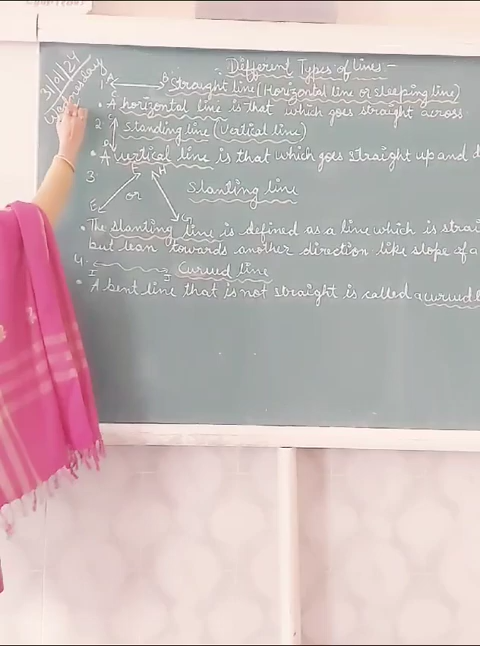 3/01/24
Wednesday
Different Types of lines-
1. A B Straight line (Horizontal line or sleeping line)
• A horizontal line is that which goes straight across.
2. C D Standing line (Vertical line)
• A vertical line is that which goes straight up and d
3. E H
or Slanting line
E G
• The slanting line is defined as a line which is strai
but lean towards another direction like slope of a
4. I J Curved line
• A bent line that is not straight is called a curved l